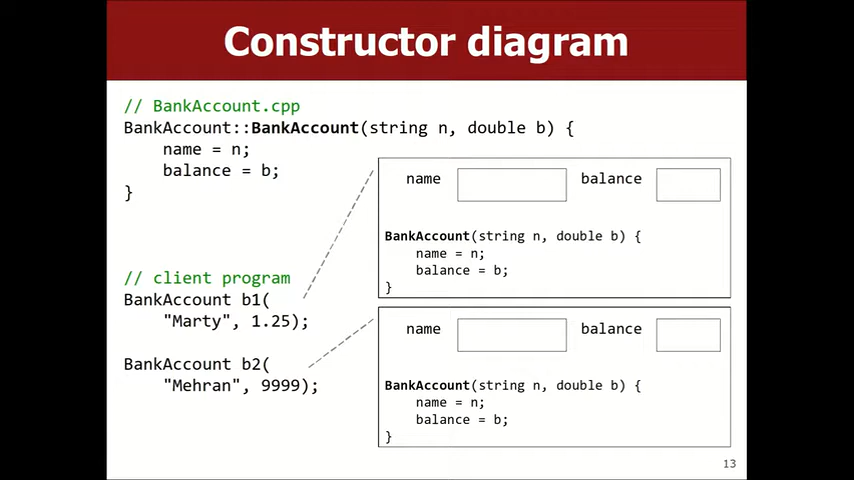 Constructor diagram
// BankAccount.cpp
BankAccount::BankAccount(string n, double b) {
name = n;
balance = b;
}
// client program
BankAccount b1(
"Marty", 1.25);
BankAccount b2(
"Mehran", 9999);
name balance
BankAccount(string n, double b) {
name = n;
balance = b;
}
name balance
BankAccount(string n, double b) {
name = n;
balance = b;
}
13